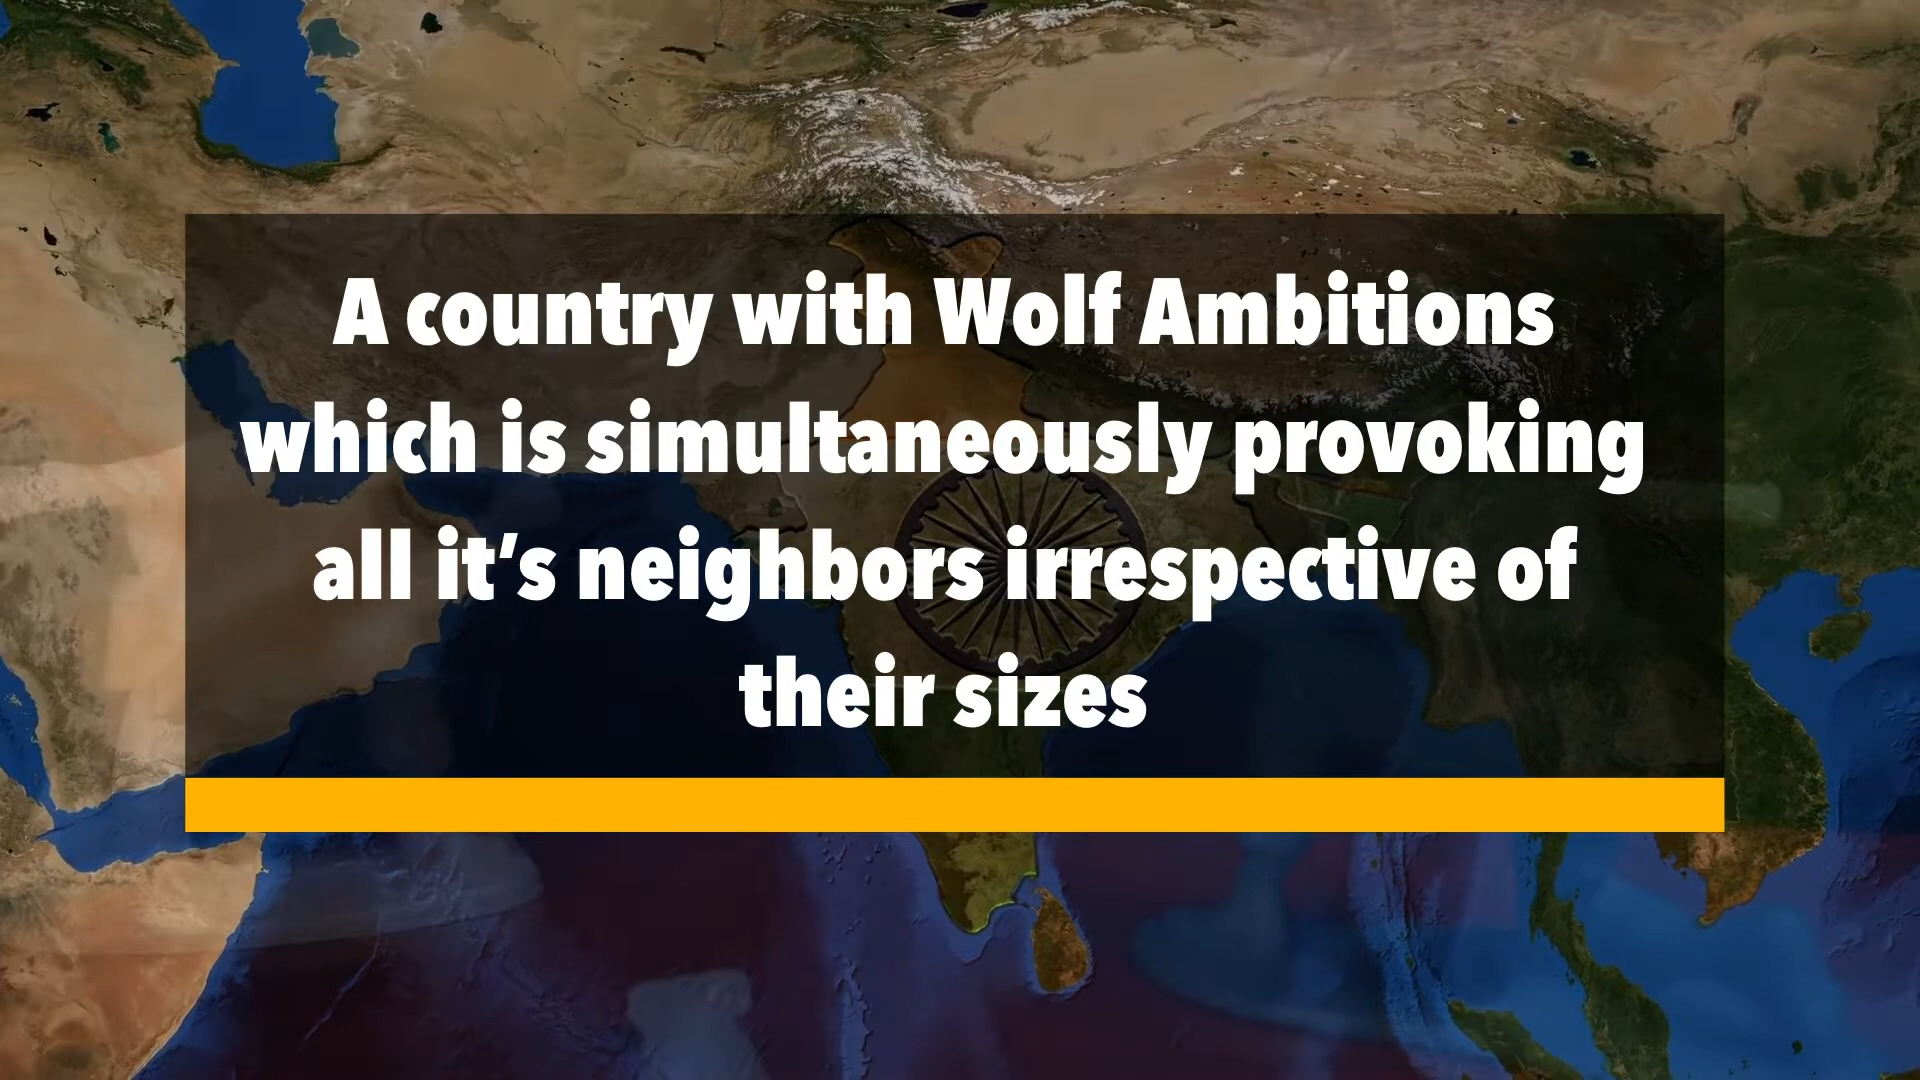 A country with Wolf Ambitions
which is simultaneously provoking
all it’s neighbors irrespective of
their sizes